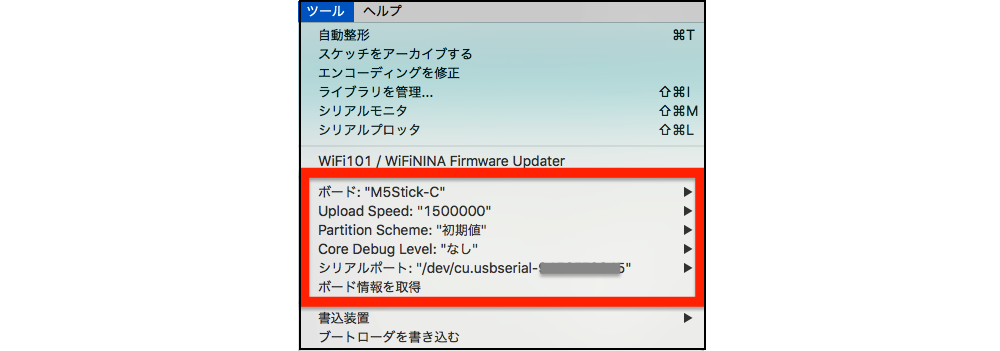 ツール ヘルプ
自動整形 ⌘T
スケッチをアーカイブする
エンコーディングを修正
ライブラリを管理... ⇧⌘I
シリアルモニタ ⇧⌘M
シリアルプロッタ ⇧⌘L
WiFi101 / WiFiNINA Firmware Updater
ボード: "M5Stick-C" ▶
Upload Speed: "1500000" ▶
Partition Scheme: "初期値" ▶
Core Debug Level: "なし" ▶
シリアルポート: "/dev/cu.usbserial- 5" ▶
ボード情報を取得
書込装置 ▶
ブートローダを書き込む